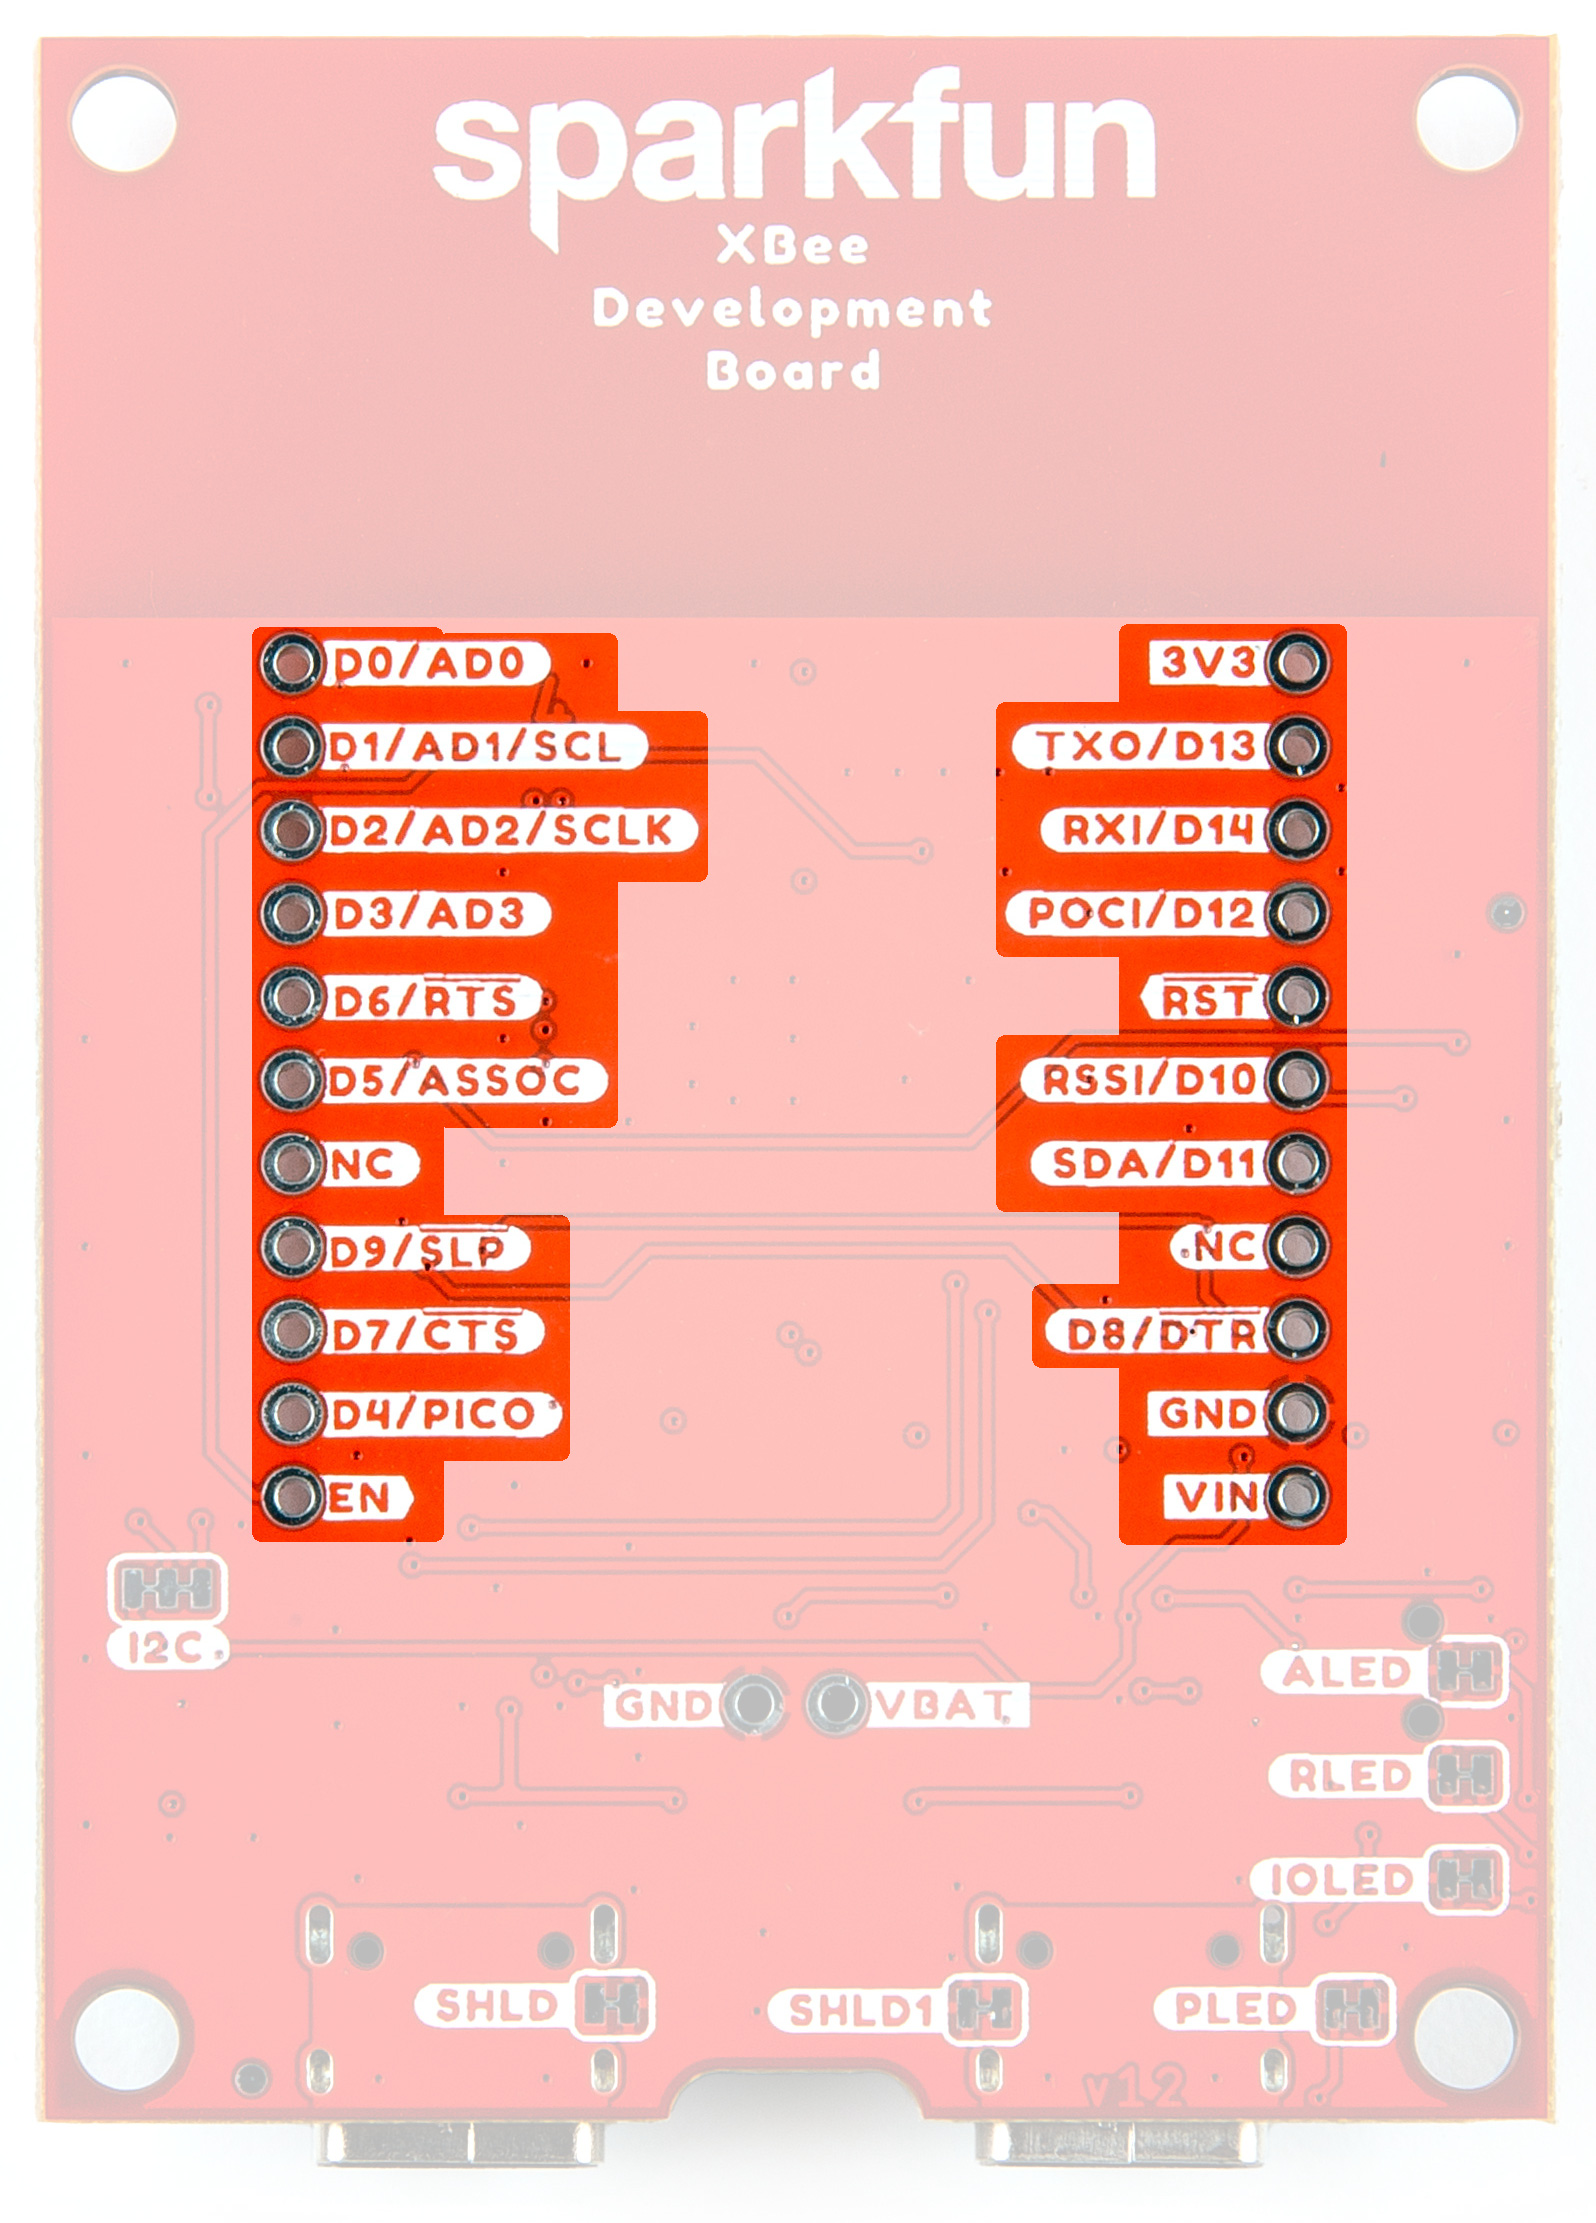 sparkfun
XBee
Development
Board
D0/AD0
D1/AD1/SCL
D2/AD2/SCLK
D3/AD3
D6/RTS
D5/ASSOC
NC
D9/SLP
D7/CTS
D4/PICO
EN
3V3
TXO/D13
RXI/D14
POCI/D12
RST
RSSI/D10
SDA/D11
NC
D8/DTR
GND
VIN
I2C
GND
VBAT
ALED
RLED
IOLED
SHLD
SHLD1
PLED
v12